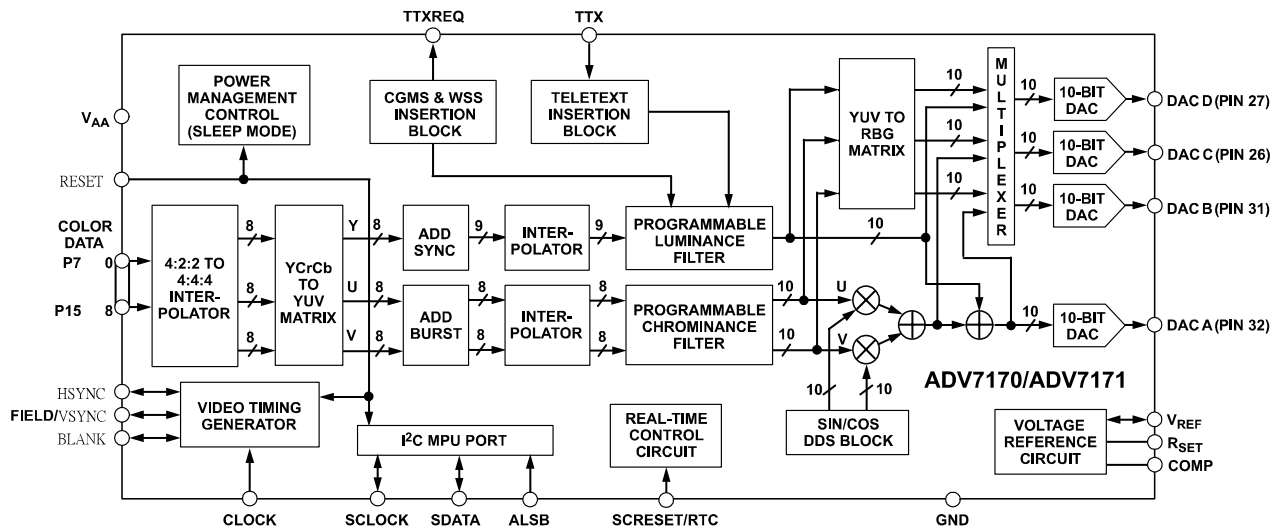 TTXREQ
TTX
POWER
MANAGEMENT
CONTROL
(SLEEP MODE)
CGMS & WSS
INSERTION
BLOCK
TELETEXT
INSERTION
BLOCK
YUV TO
RBG
MATRIX
10
10
10
MULTIPLEXER
10
10
10
10-BIT
DAC
DAC D (PIN 27)
10-BIT
DAC
DAC C (PIN 26)
10-BIT
DAC
DAC B (PIN 31)
VAA
RESET
COLOR
DATA
P7 0
P15 8
4:2:2 TO
4:4:4
INTER-
POLATOR
8
8
8
YCrCb
TO
YUV
MATRIX
Y 8
U 8
V 8
ADD
SYNC
9
INTER-
POLATOR
9
PROGRAMMABLE
LUMINANCE
FILTER
10
ADD
BURST
8
8
INTER-
POLATOR
8
8
PROGRAMMABLE
CHROMINANCE
FILTER
10
10
U
V
10
10
10
10-BIT
DAC
DAC A (PIN 32)
ADV7170/ADV7171
HSYNC
FIELD/VSYNC
BLANK
VIDEO TIMING
GENERATOR
I2C MPU PORT
REAL-TIME
CONTROL
CIRCUIT
SIN/COS
DDS BLOCK
VOLTAGE
REFERENCE
CIRCUIT
VREF
RSET
COMP
CLOCK
SCLOCK
SDATA
ALSB
SCRESET/RTC
GND